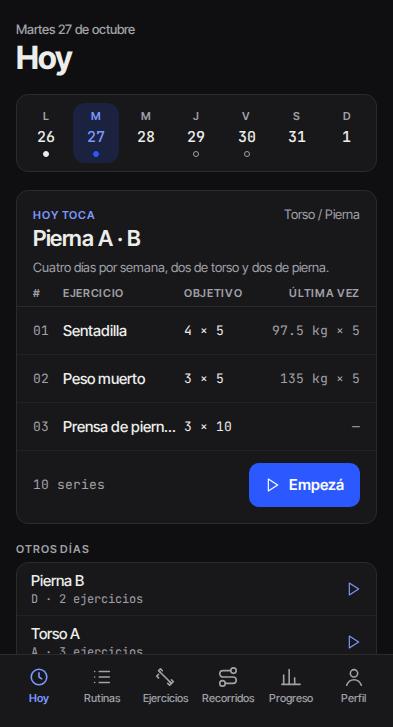 Martes 27 de octubre
Hoy
L M M J V S D
26 27 28 29 30 31 1
HOY TOCA Torso / Pierna
Pierna A · B
Cuatro días por semana, dos de torso y dos de pierna.
# EJERCICIO OBJETIVO ÚLTIMA VEZ
01 Sentadilla 4 × 5 97.5 kg × 5
02 Peso muerto 3 × 5 135 kg × 5
03 Prensa de piern… 3 × 10 —
10 series Empezá
OTROS DÍAS
Pierna B
D · 2 ejercicios
Torso A
A · 3 ejercicios
Hoy Rutinas Ejercicios Recorridos Progreso Perfil